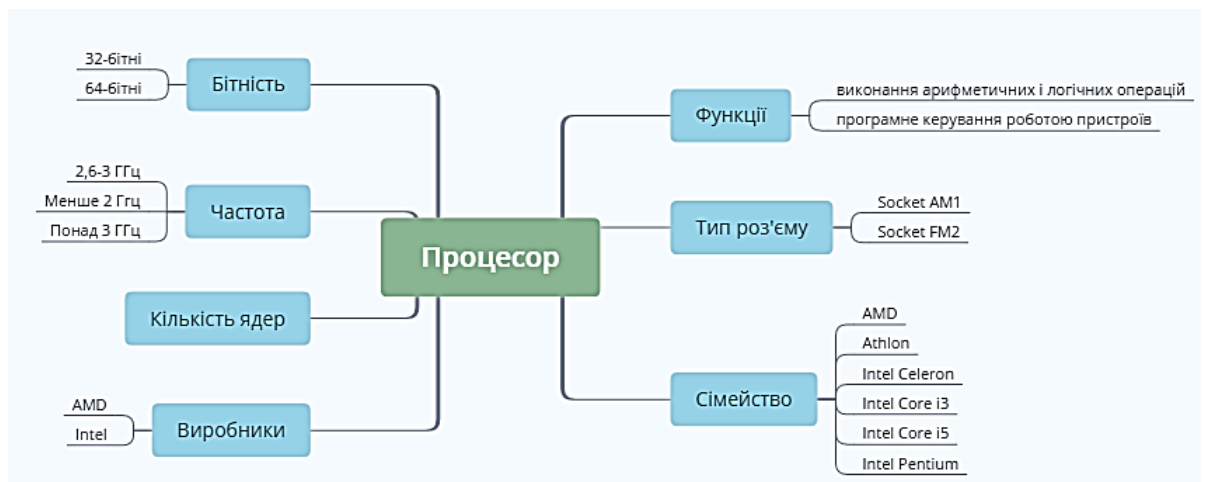 Процесор
Бітність
32-бітні
64-бітні
Частота
2,6-3 ГГц
Менше 2 Ггц
Понад 3 ГГц
Кількість ядер
Виробники
AMD
Intel
Функції
виконання арифметичних і логічних операцій
програмне керування роботою пристроїв
Тип роз'єму
Socket AM1
Socket FM2
Сімейство
AMD
Athlon
Intel Celeron
Intel Core i3
Intel Core i5
Intel Pentium